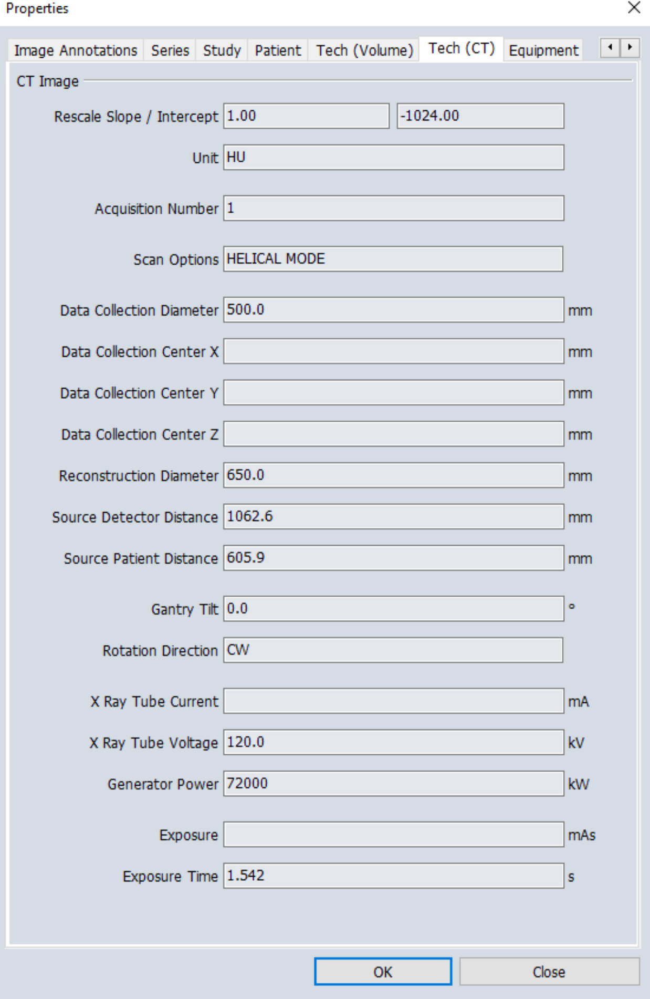 Properties
Image Annotations Series Study Patient Tech (Volume) Tech (CT) Equipment
CT Image
Rescale Slope / Intercept 1.00 -1024.00
Unit HU
Acquisition Number 1
Scan Options HELICAL MODE
Data Collection Diameter 500.0 mm
Data Collection Center X mm
Data Collection Center Y mm
Data Collection Center Z mm
Reconstruction Diameter 650.0 mm
Source Detector Distance 1062.6 mm
Source Patient Distance 605.9 mm
Gantry Tilt 0.0 °
Rotation Direction CW
X Ray Tube Current mA
X Ray Tube Voltage 120.0 kV
Generator Power 72000 kW
Exposure mAs
Exposure Time 1.542 s
OK Close